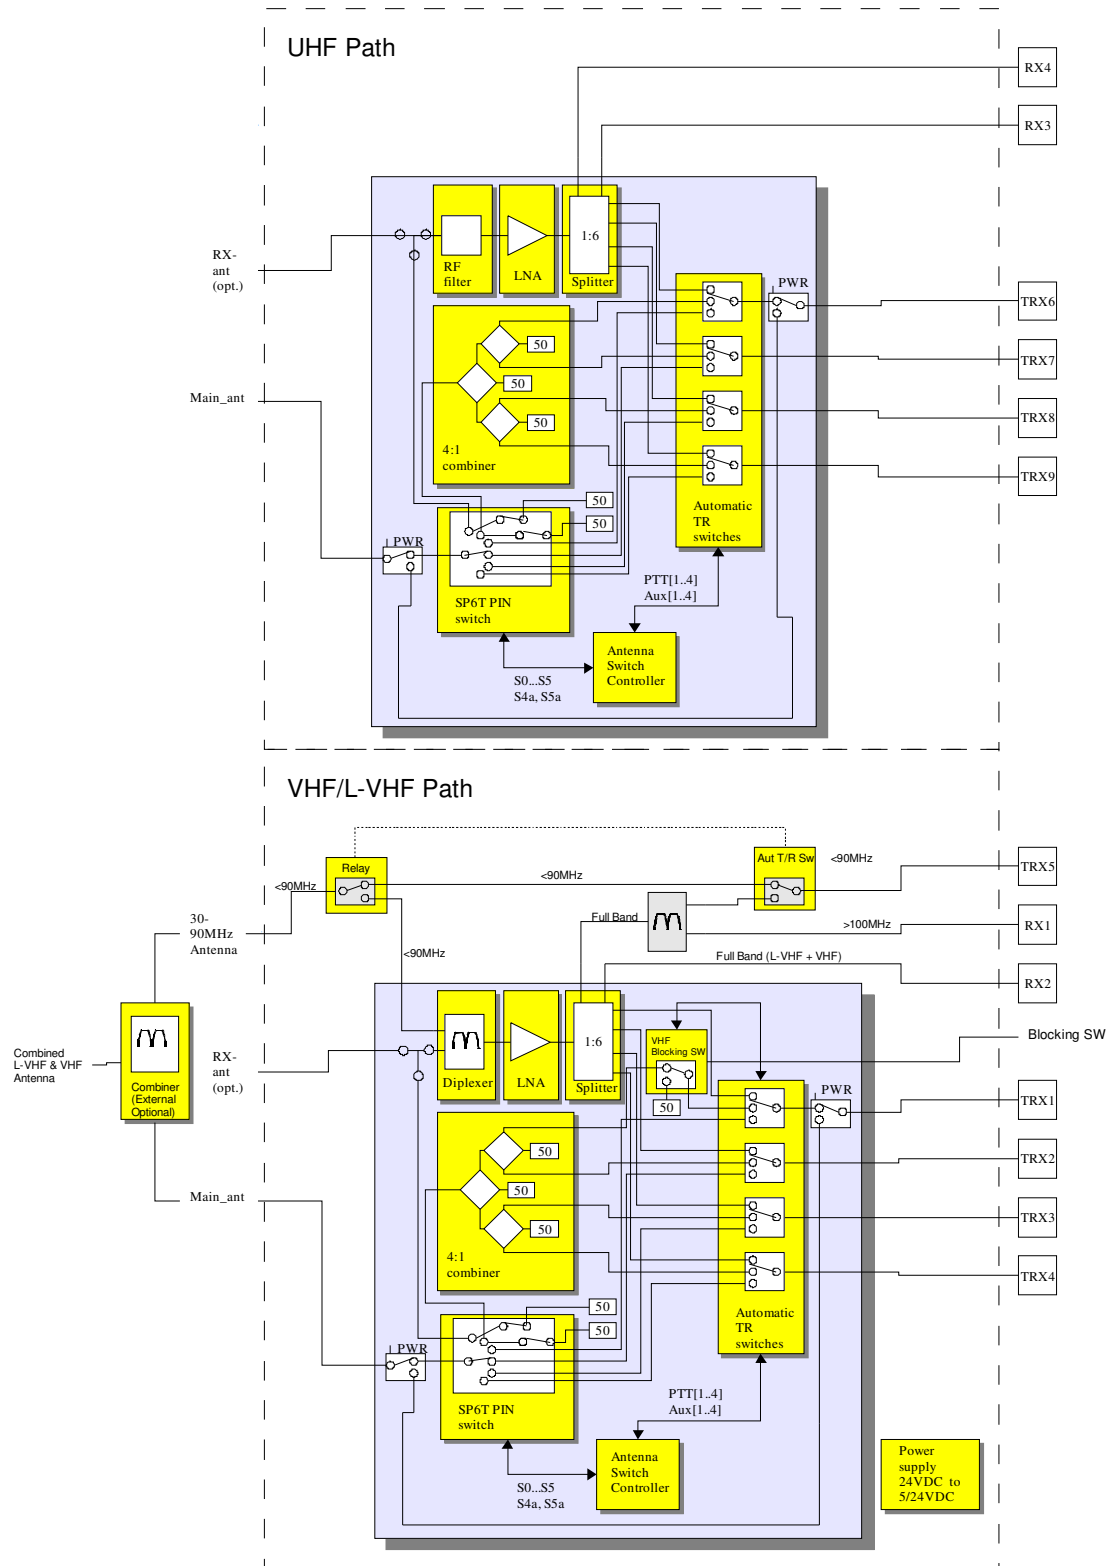 UHF Path
RX4
RX3
1:6
RF
filter
LNA
Splitter
RX-
ant
(opt.)
PWR
TRX6
50
TRX7
50
Main_ant
TRX8
50
4:1
combiner
TRX9
50
Automatic
TR
switches
50
PWR
PTT[1..4]
Aux[1..4]
SP6T PIN
switch
Antenna
Switch
Controller
S0...S5
S4a, S5a
VHF/L-VHF Path
Relay
Aut T/R Sw
<90MHz
<90MHz
<90MHz
TRX5
30-
90MHz
Antenna
Full Band
>100MHz
RX1
<90MHz
Full Band (L-VHF + VHF)
RX2
Combined
L-VHF & VHF
Antenna
Combiner
(External
Optional)
RX-
ant
(opt.)
Diplexer
LNA
1:6
Splitter
VHF
Blocking SW
50
Blocking SW
PWR
TRX1
50
TRX2
50
Main_ant
TRX3
50
4:1
combiner
TRX4
50
Automatic
TR
switches
50
PWR
PTT[1..4]
Aux[1..4]
SP6T PIN
switch
Antenna
Switch
Controller
S0...S5
S4a, S5a
Power
supply
24VDC to
5/24VDC